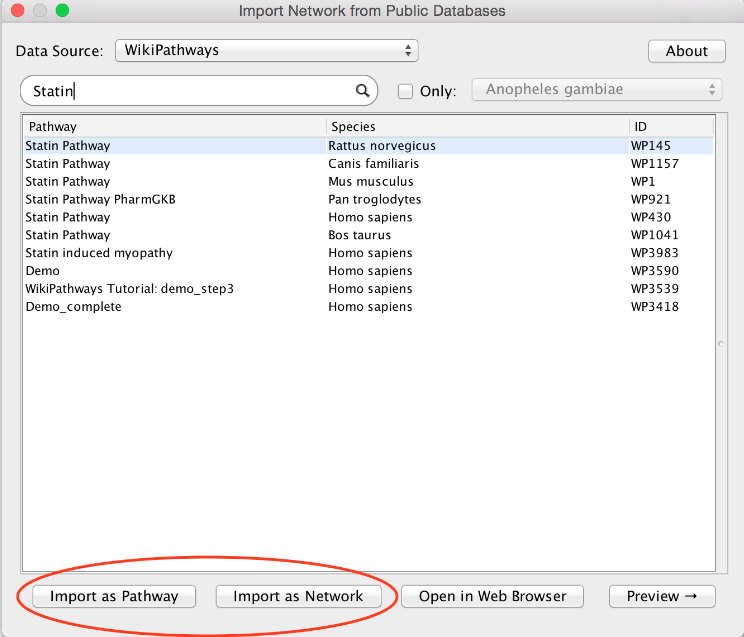 Import Network from Public Databases
Data Source: WikiPathways About
Statin Only: Anopheles gambiae
Pathway Species ID
Statin Pathway Rattus norvegicus WP145
Statin Pathway Canis familiaris WP1157
Statin Pathway Mus musculus WP1
Statin Pathway PharmGKB Pan troglodytes WP921
Statin Pathway Homo sapiens WP430
Statin Pathway Bos taurus WP1041
Statin induced myopathy Homo sapiens WP3983
Demo Homo sapiens WP3590
WikiPathways Tutorial: demo_step3 Homo sapiens WP3539
Demo_complete Homo sapiens WP3418
Import as Pathway Import as Network Open in Web Browser Preview →